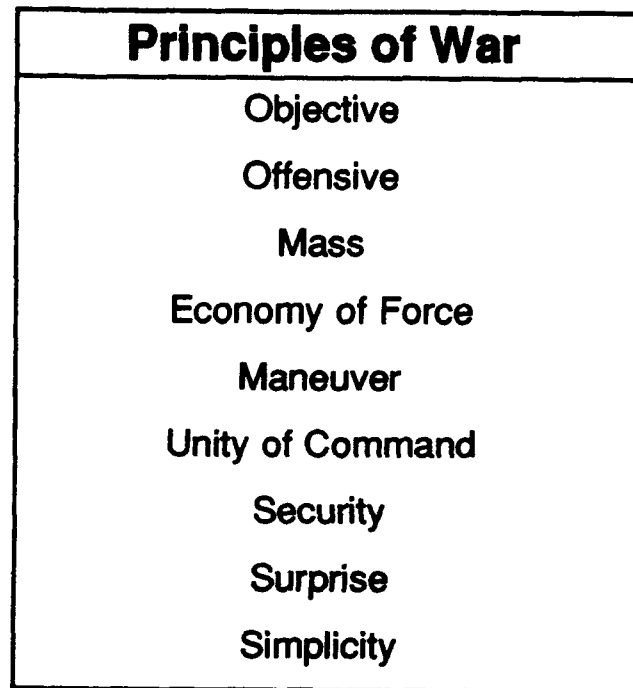 Principles of War
Objective
Offensive
Mass
Economy of Force
Maneuver
Unity of Command
Security
Surprise
Simplicity